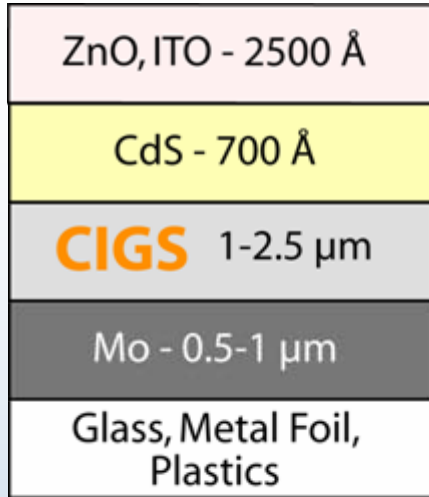 ZnO, ITO - 2500 Å
CdS - 700 Å
CIGS 1-2.5 μm
Mo - 0.5-1 μm
Glass, Metal Foil,
Plastics